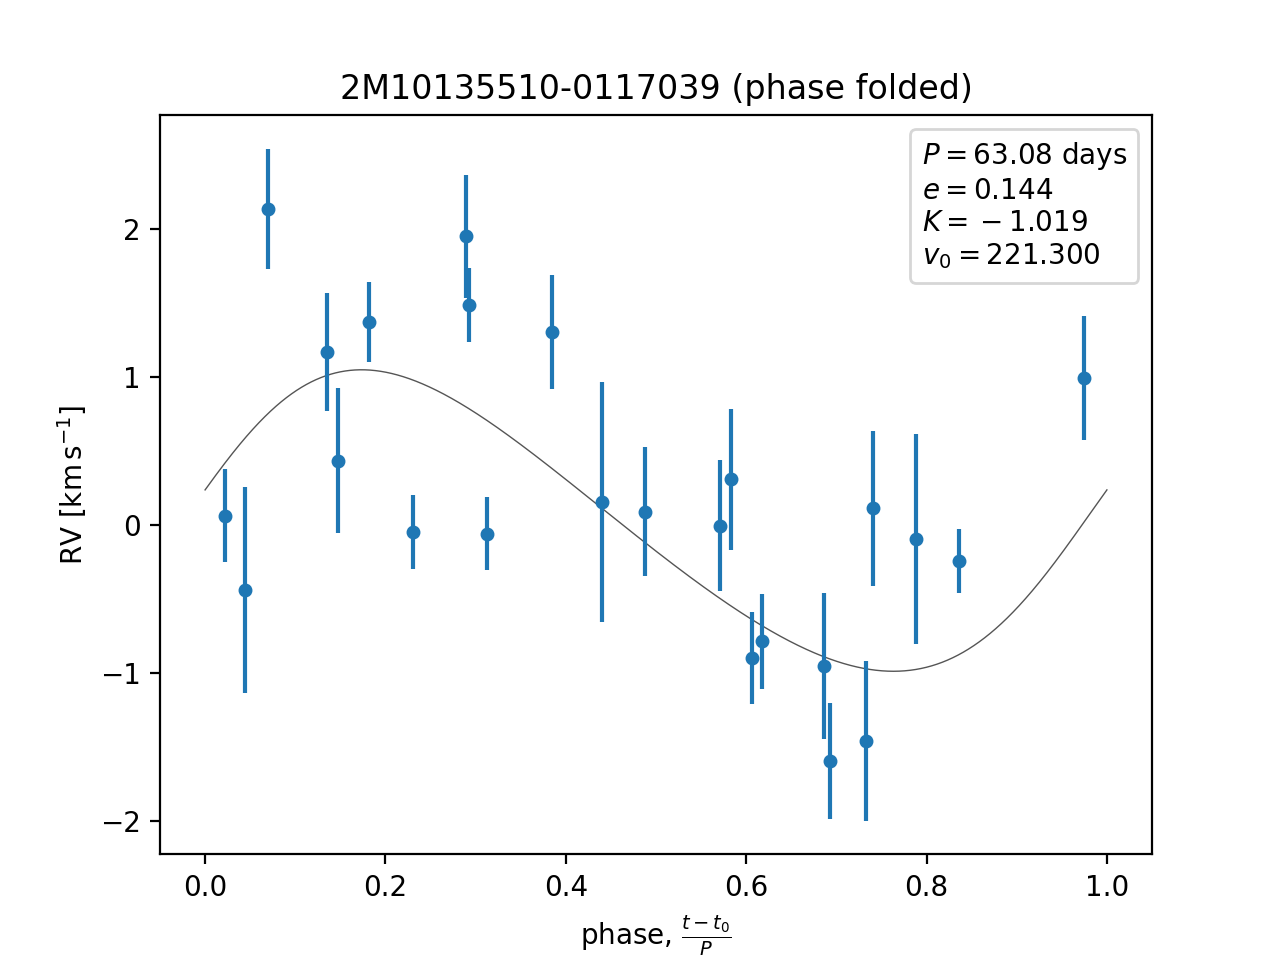 2M10135510-0117039 (phase folded)
P = 63.08 days
e = 0.144
K = −1.019
v₀ = 221.300
RV [km s⁻¹]
2
1
0
−1
−2
0.0 0.2 0.4 0.6 0.8 1.0
phase, (t − t₀)/P